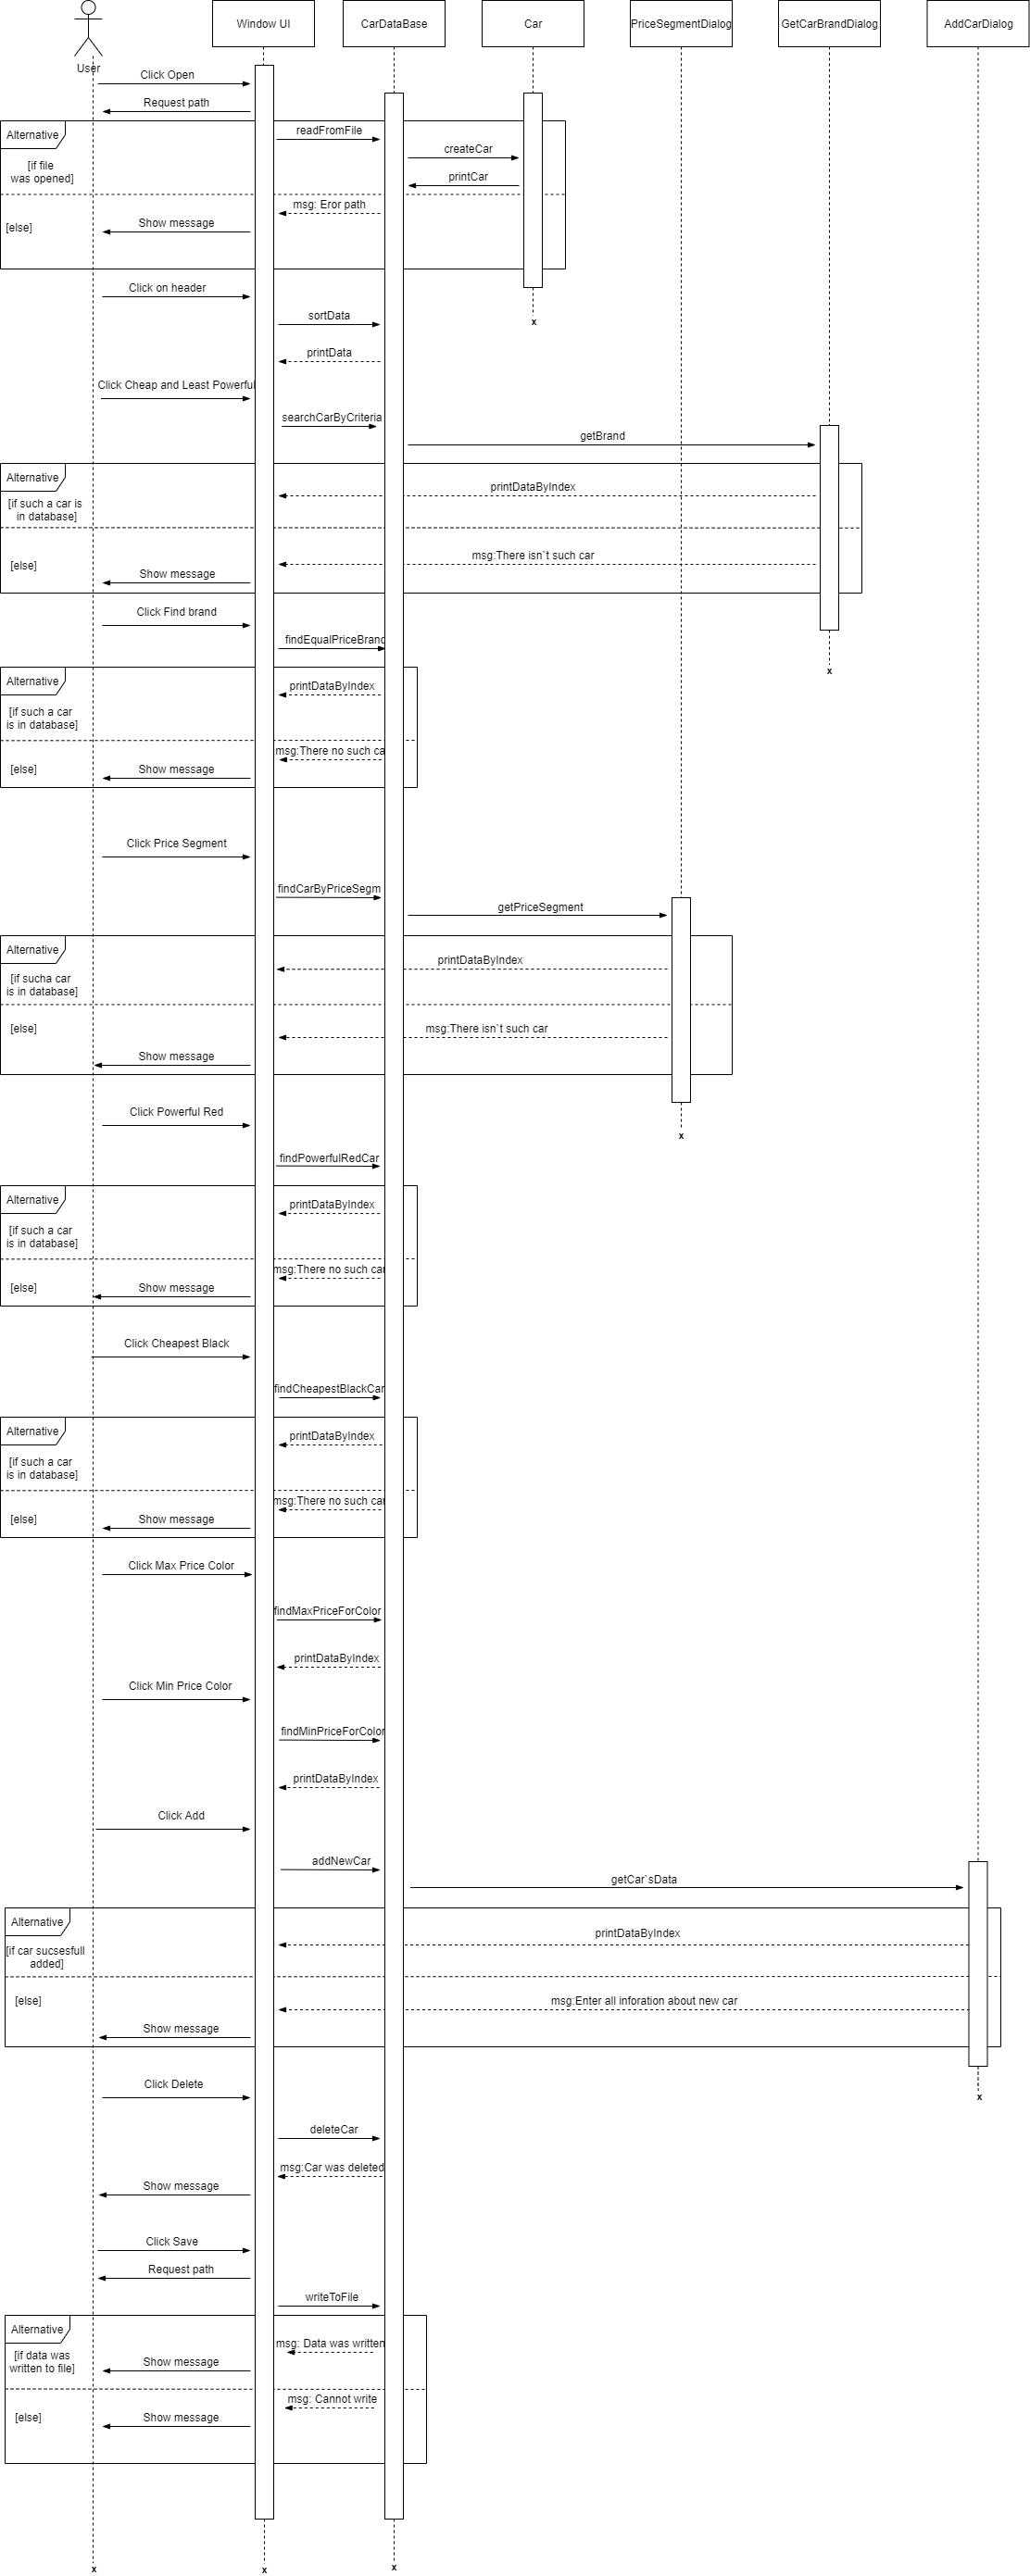 Window UI
CarDataBase
Car
PriceSegmentDialog
GetCarBrandDialog
AddCarDialog
User
Click Open
Request path
Alternative
readFromFile
createCar
[if file
was opened]
printCar
msg: Eror path
Show message
[else]
Click on header
sortData
x
printData
Click Cheap and Least Powerful
searchCarByCriteria
getBrand
Alternative
printDataByIndex
[if such a car is
in database]
msg:There isn`t such car
[else]
Show message
Click Find brand
findEqualPriceBrand
x
Alternative
printDataByIndex
[if such a car
is in database]
msg:There no such ca
[else]
Show message
Click Price Segment
findCarByPriceSegm
getPriceSegment
Alternative
printDataByIndex
[if sucha car
is in database]
[else]
msg:There isn`t such car
Show message
Click Powerful Red
x
findPowerfulRedCar
Alternative
printDataByIndex
[if such a car
is in database]
msg:There no such car
[else]
Show message
Click Cheapest Black
findCheapestBlackCar
Alternative
printDataByIndex
[if such a car
is in database]
msg:There no such car
[else]
Show message
Click Max Price Color
findMaxPriceForColor
printDataByIndex
Click Min Price Color
findMinPriceForColor
printDataByIndex
Click Add
addNewCar
getCar`sData
Alternative
printDataByIndex
[if car sucsesfull
added]
[else]
msg:Enter all inforation about new car
Show message
Click Delete
x
deleteCar
msg:Car was deleted
Show message
Click Save
Request path
writeToFile
Alternative
msg: Data was written
[if data was
written to file]
Show message
msg: Cannot write
[else]
Show message
x
x
x